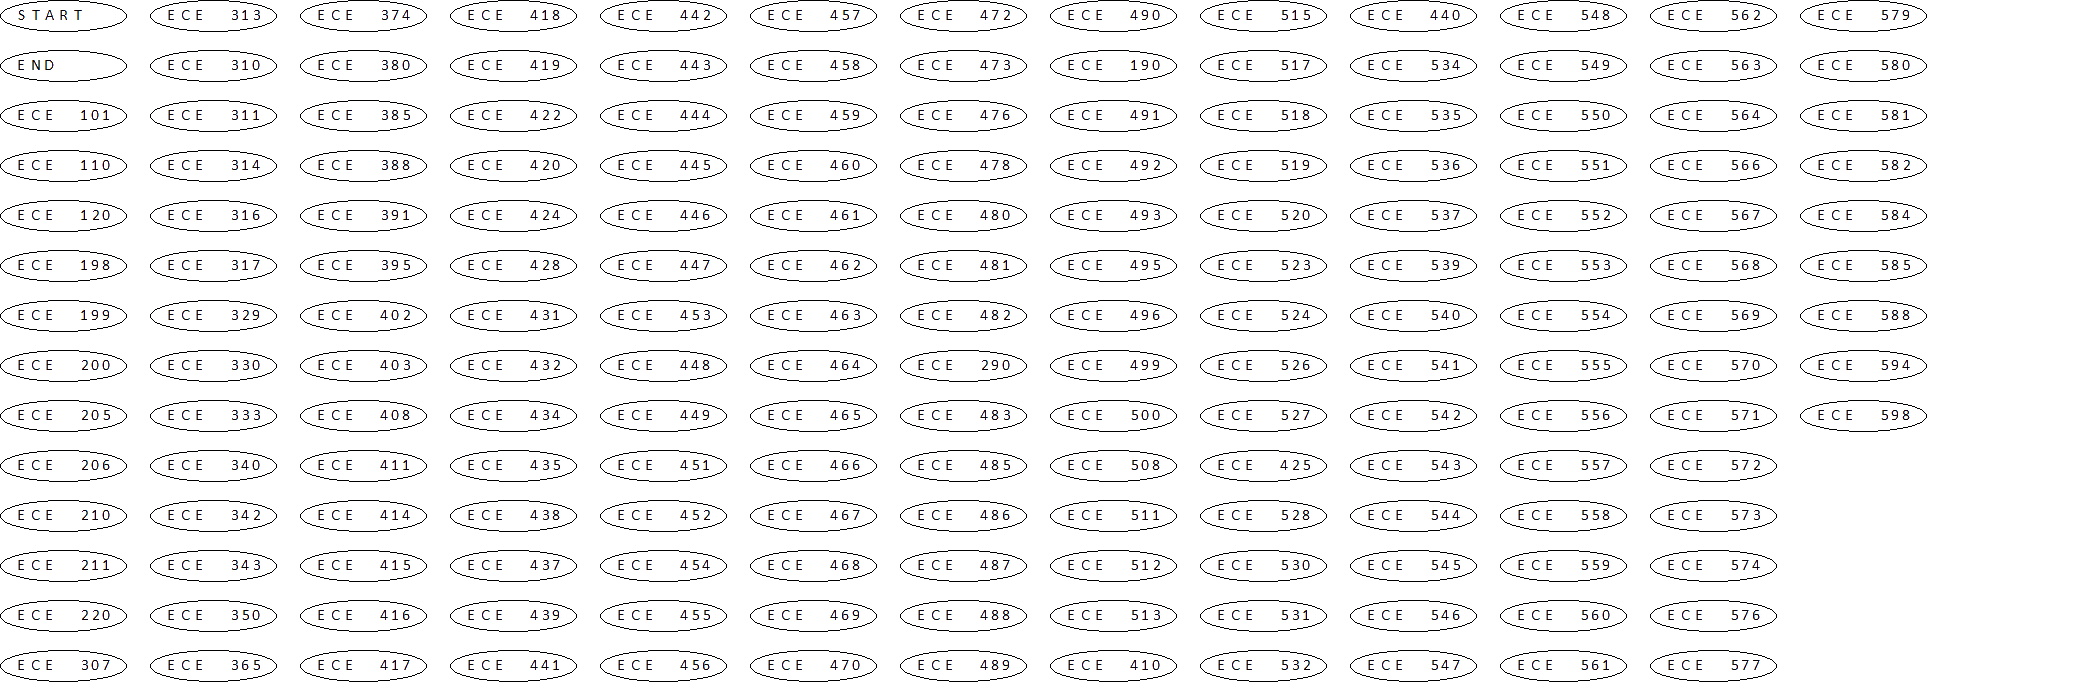 START ECE 313 ECE 374 ECE 418 ECE 442 ECE 457 ECE 472 ECE 490 ECE 515 ECE 440 ECE 548 ECE 562 ECE 579
END ECE 310 ECE 380 ECE 419 ECE 443 ECE 458 ECE 473 ECE 190 ECE 517 ECE 534 ECE 549 ECE 563 ECE 580
ECE 101 ECE 311 ECE 385 ECE 422 ECE 444 ECE 459 ECE 476 ECE 491 ECE 518 ECE 535 ECE 550 ECE 564 ECE 581
ECE 110 ECE 314 ECE 388 ECE 420 ECE 445 ECE 460 ECE 478 ECE 492 ECE 519 ECE 536 ECE 551 ECE 566 ECE 582
ECE 120 ECE 316 ECE 391 ECE 424 ECE 446 ECE 461 ECE 480 ECE 493 ECE 520 ECE 537 ECE 552 ECE 567 ECE 584
ECE 198 ECE 317 ECE 395 ECE 428 ECE 447 ECE 462 ECE 481 ECE 495 ECE 523 ECE 539 ECE 553 ECE 568 ECE 585
ECE 199 ECE 329 ECE 402 ECE 431 ECE 453 ECE 463 ECE 482 ECE 496 ECE 524 ECE 540 ECE 554 ECE 569 ECE 588
ECE 200 ECE 330 ECE 403 ECE 432 ECE 448 ECE 464 ECE 290 ECE 499 ECE 526 ECE 541 ECE 555 ECE 570 ECE 594
ECE 205 ECE 333 ECE 408 ECE 434 ECE 449 ECE 465 ECE 483 ECE 500 ECE 527 ECE 542 ECE 556 ECE 571 ECE 598
ECE 206 ECE 340 ECE 411 ECE 435 ECE 451 ECE 466 ECE 485 ECE 508 ECE 425 ECE 543 ECE 557 ECE 572
ECE 210 ECE 342 ECE 414 ECE 438 ECE 452 ECE 467 ECE 486 ECE 511 ECE 528 ECE 544 ECE 558 ECE 573
ECE 211 ECE 343 ECE 415 ECE 437 ECE 454 ECE 468 ECE 487 ECE 512 ECE 530 ECE 545 ECE 559 ECE 574
ECE 220 ECE 350 ECE 416 ECE 439 ECE 455 ECE 469 ECE 488 ECE 513 ECE 531 ECE 546 ECE 560 ECE 576
ECE 307 ECE 365 ECE 417 ECE 441 ECE 456 ECE 470 ECE 489 ECE 410 ECE 532 ECE 547 ECE 561 ECE 577